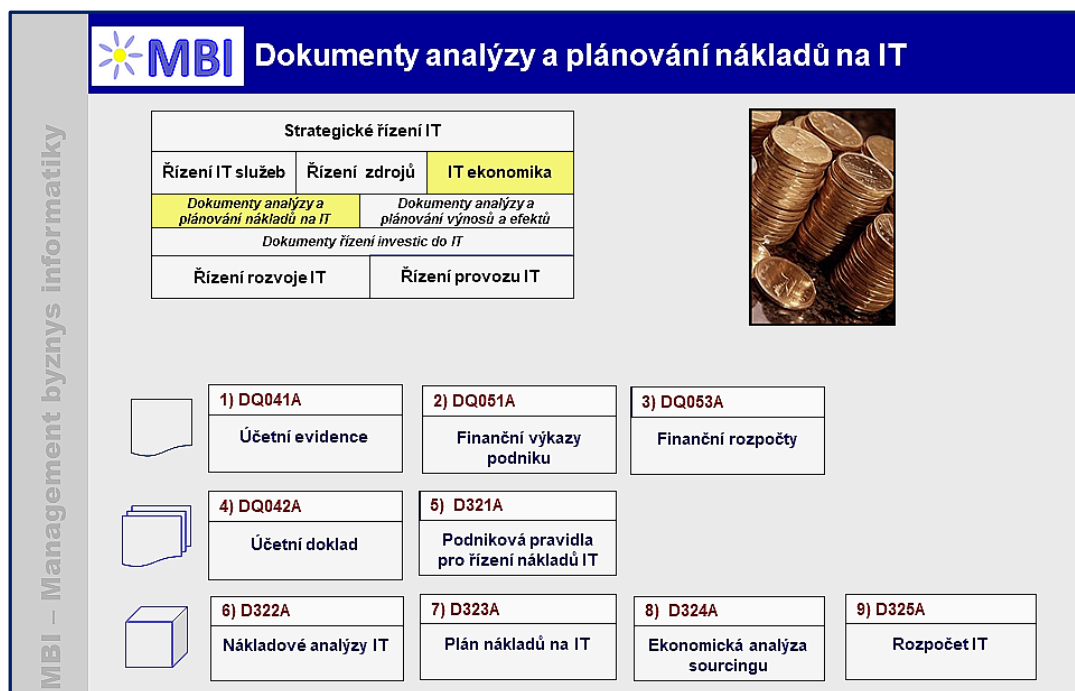 MBI
Dokumenty analýzy a plánování nákladů na IT
MBI – Management byznys informatiky
Strategické řízení IT
Řízení IT služeb
Řízení zdrojů
IT ekonomika
Dokumenty analýzy a
plánování nákladů na IT
Dokumenty analýzy a
plánování výnosů a efektů
Dokumenty řízení investic do IT
Řízení rozvoje IT
Řízení provozu IT
1) DQ041A
Účetní evidence
2) DQ051A
Finanční výkazy
podniku
3) DQ053A
Finanční rozpočty
4) DQ042A
Účetní doklad
5) D321A
Podniková pravidla
pro řízení nákladů IT
6) D322A
Nákladové analýzy IT
7) D323A
Plán nákladů na IT
8) D324A
Ekonomická analýza
sourcingu
9) D325A
Rozpočet IT